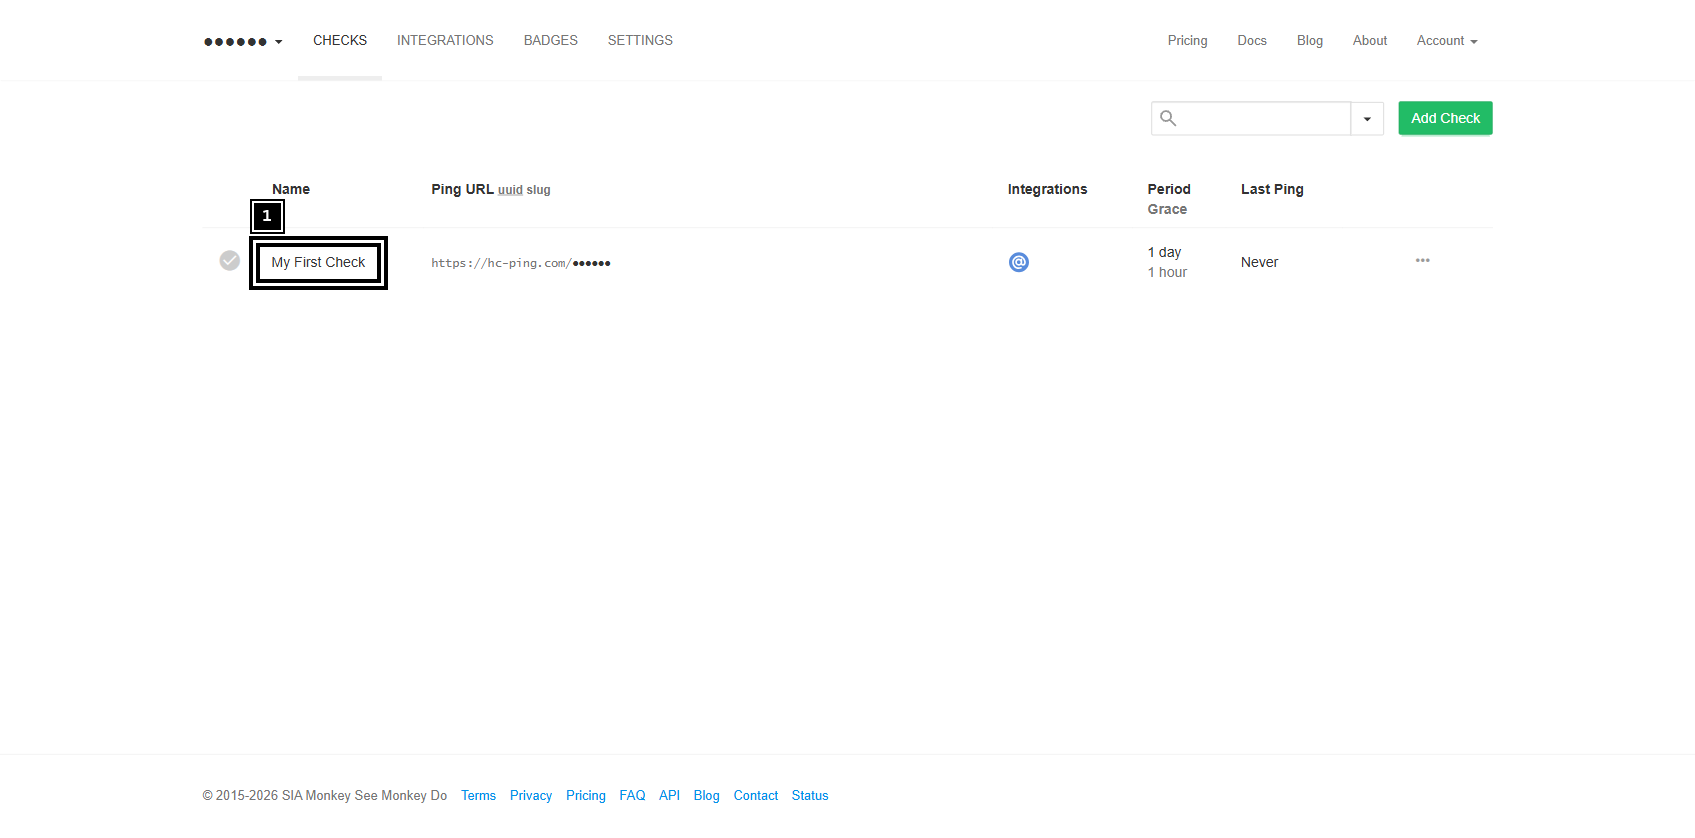 ●●●●●● CHECKS INTEGRATIONS BADGES SETTINGS Pricing Docs Blog About Account
Add Check
Name Ping URL uuid slug Integrations Period Last Ping
Grace
1
My First Check https://hc-ping.com/●●●●●● @ 1 day Never
1 hour
© 2015-2026 SIA Monkey See Monkey Do Terms Privacy Pricing FAQ API Blog Contact Status